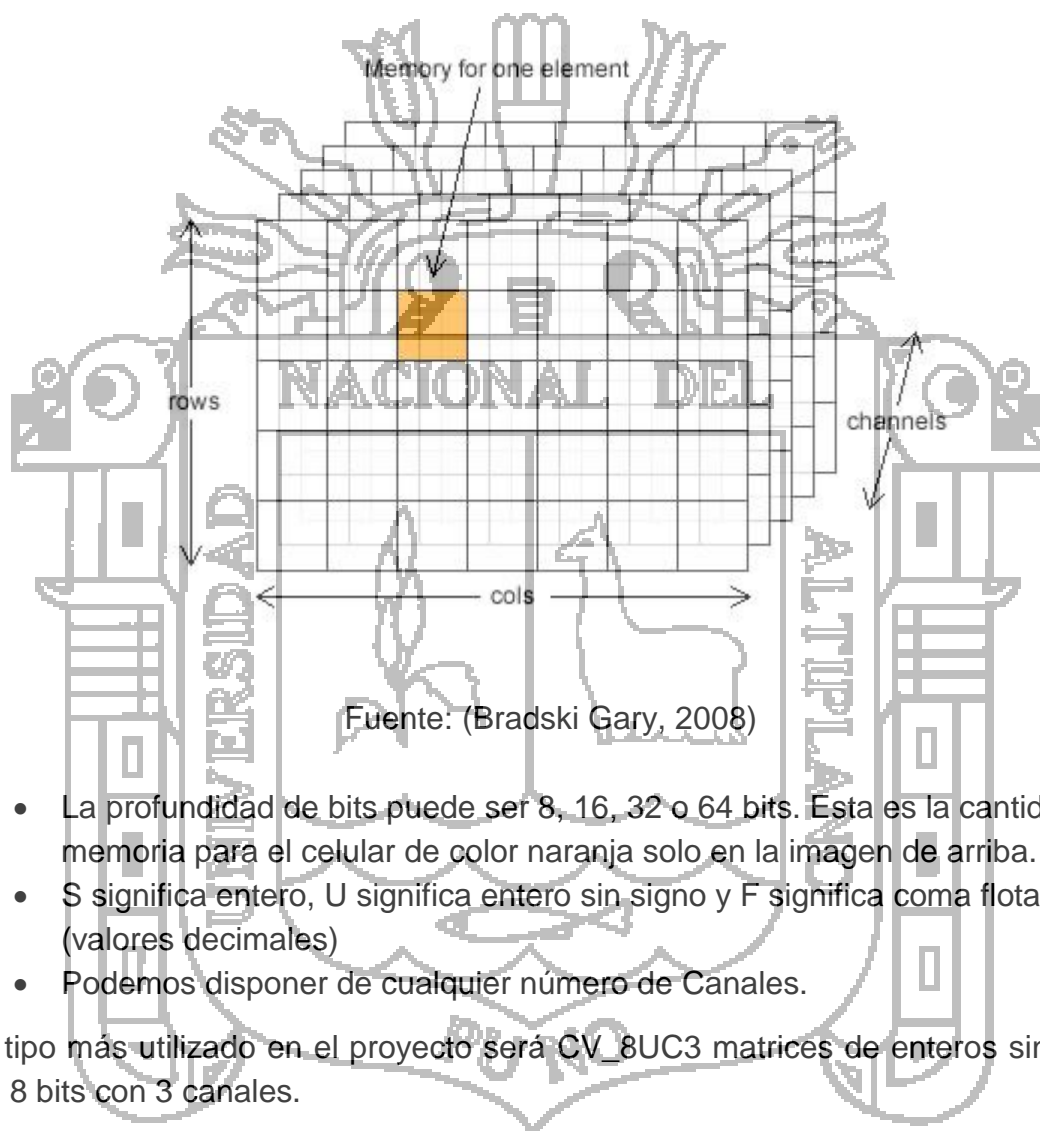 Memory for one element
rows
NACIONAL DEL
channels
UNIVERSIDAD
ALTIPLANO
cols
Fuente: (Bradski Gary, 2008)
• La profundidad de bits puede ser 8, 16, 32 o 64 bits. Esta es la cantid
memoria para el celular de color naranja solo en la imagen de arriba.
• S significa entero, U significa entero sin signo y F significa coma flota
(valores decimales)
• Podemos disponer de cualquier número de Canales.
tipo más utilizado en el proyecto será CV_8UC3 matrices de enteros sin
8 bits con 3 canales.
PUNO